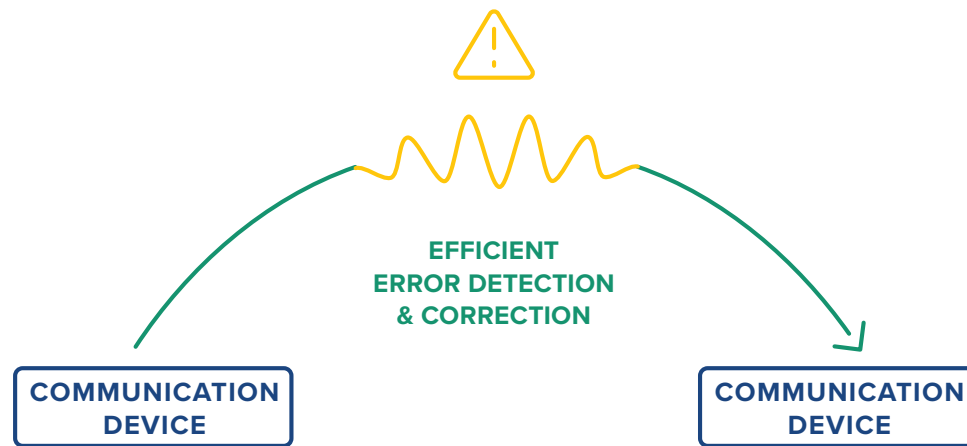 EFFICIENT
ERROR DETECTION
& CORRECTION
COMMUNICATION
DEVICE
COMMUNICATION
DEVICE